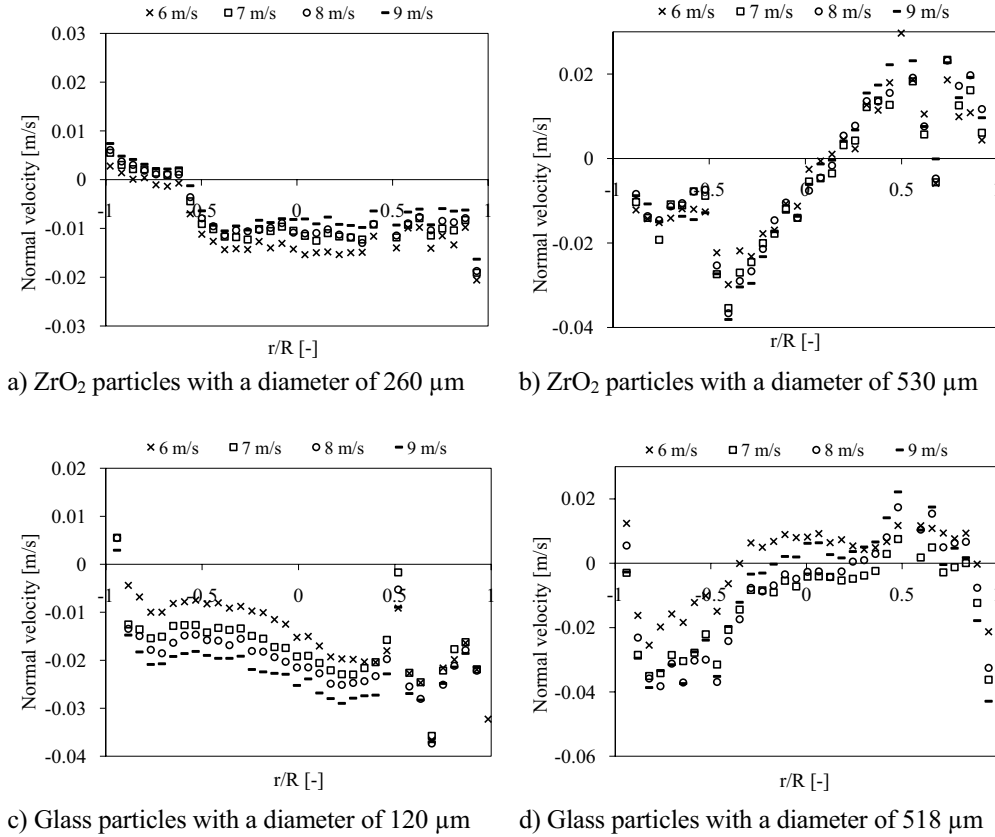 × 6 m/s □ 7 m/s ○ 8 m/s − 9 m/s
0.03
0.02
0.01
0
-0.01
-0.02
-0.03
-1 -0.5 0 0.5 1
Normal velocity [m/s]
r/R [-]
a) ZrO₂ particles with a diameter of 260 µm
× 6 m/s □ 7 m/s ○ 8 m/s − 9 m/s
0.02
0
-0.02
-0.04
-1 -0.5 0 0.5
Normal velocity [m/s]
r/R [-]
b) ZrO₂ particles with a diameter of 530 µm
× 6 m/s □ 7 m/s ○ 8 m/s − 9 m/s
0.02
0.01
0.00
-0.01
-0.02
-0.03
-0.04
-1 -0.5 0 0.5 1
Normal velocity [m/s]
r/R [-]
c) Glass particles with a diameter of 120 µm
× 6 m/s □ 7 m/s ○ 8 m/s − 9 m/s
0.02
0
-0.02
-0.04
-0.06
-1 -0.5 0 0.5
Normal velocity [m/s]
r/R [-]
d) Glass particles with a diameter of 518 µm